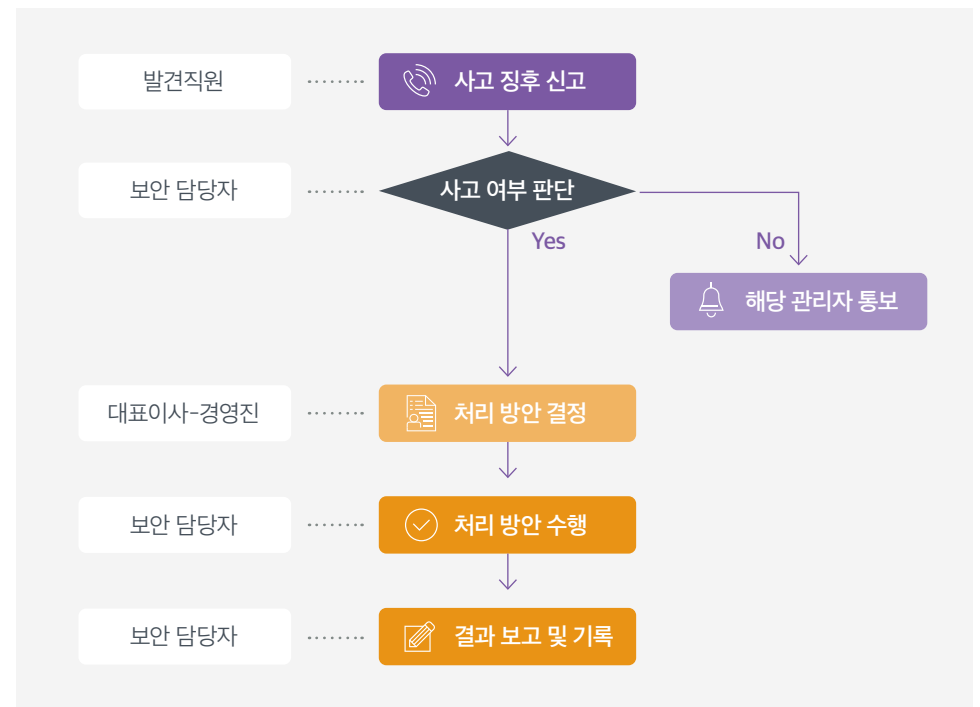 발견직원
사고 징후 신고
보안 담당자
사고 여부 판단
Yes
No
해당 관리자 통보
대표이사-경영진
처리 방안 결정
보안 담당자
처리 방안 수행
보안 담당자
결과 보고 및 기록